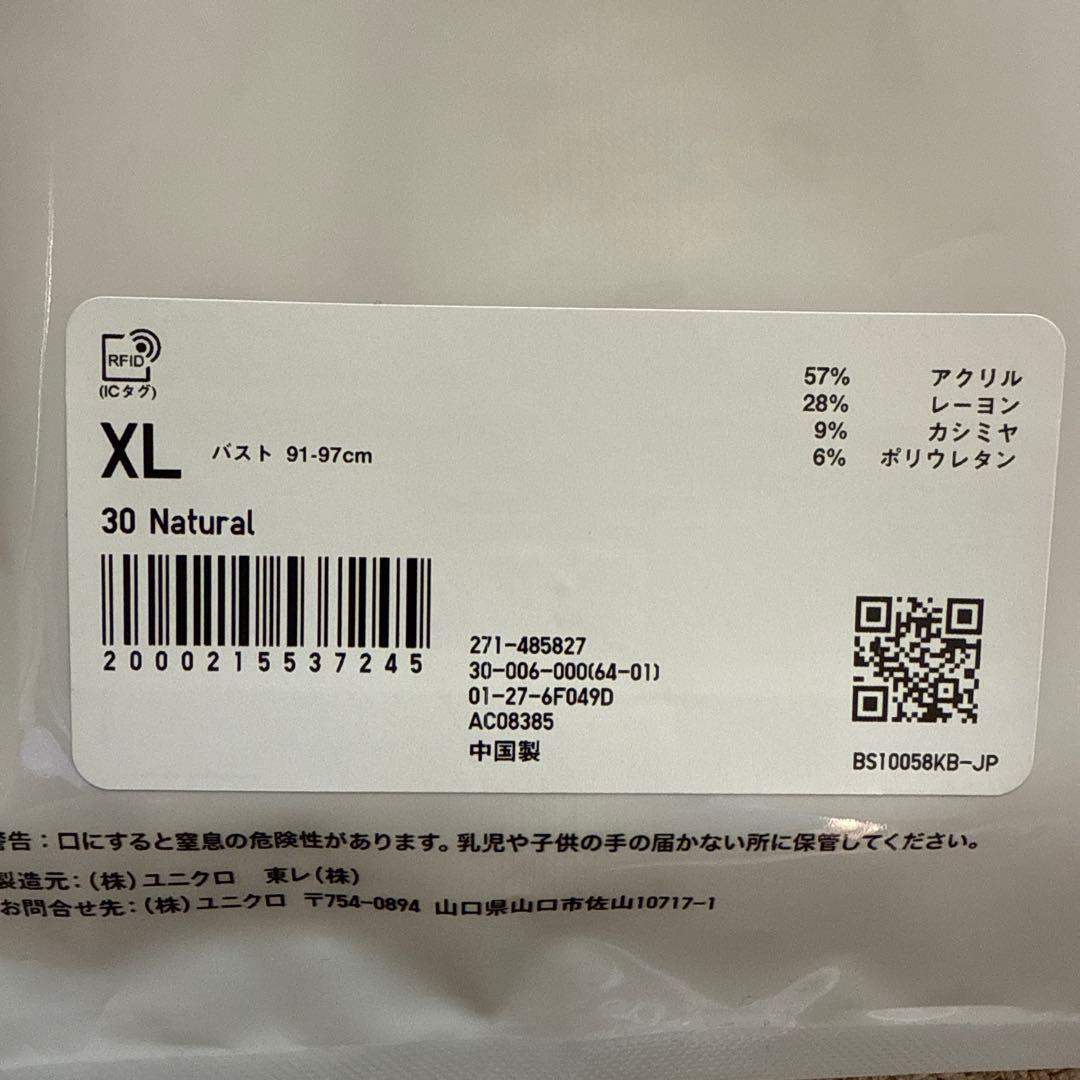 RFID
(ICタグ)
XL バスト 91-97cm
30 Natural
2000215537245
57% アクリル
28% レーヨン
9% カシミヤ
6% ポリウレタン
271-485827
30-006-000(64-01)
01-27-6F049D
AC08385
中国製
BS10058KB-JP
警告：口にすると窒息の危険性があります。乳児や子供の手の届かない所に保管してください。
製造元：(株)ユニクロ 東レ(株)
お問合せ先：(株)ユニクロ 〒754-0894 山口県山口市佐山10717-1